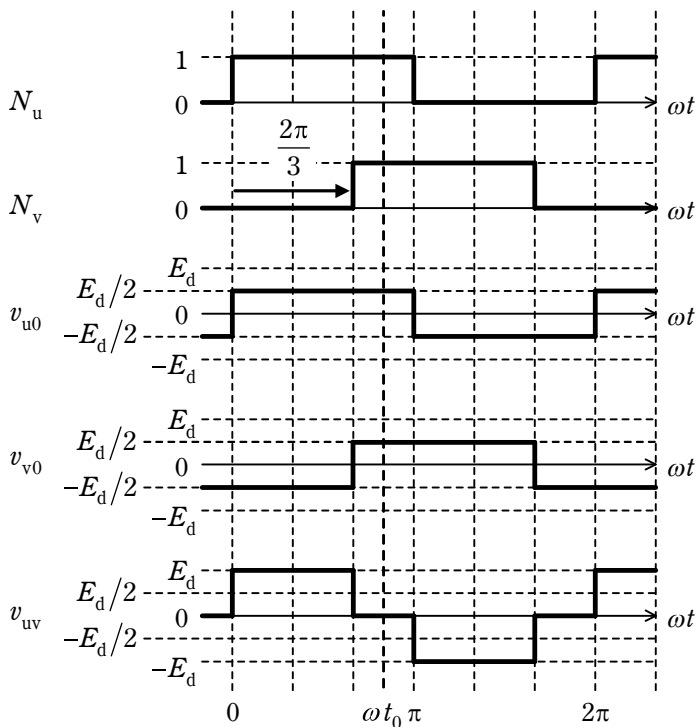 1
N_u
0
ωt
2π
3
1
N_v
0
ωt
E_d
E_d/2
v_u0
0
ωt
−E_d/2
−E_d
E_d
E_d/2
v_v0
0
ωt
−E_d/2
−E_d
E_d
E_d/2
v_uv
0
ωt
−E_d/2
−E_d
0 ωt_0 π 2π